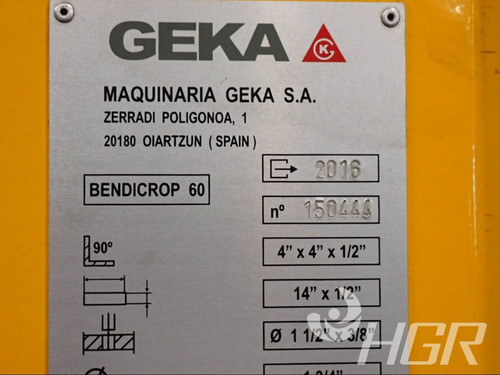 GEKA
MAQUINARIA GEKA S.A.
ZERRADI POLIGONOA, 1
20180 OIARTZUN ( SPAIN )
2016
BENDICROP 60
nº 150444
90º
4" x 4" x 1/2"
14" x 1/2"
Ø 1 1/2" x 3/8"
HGR